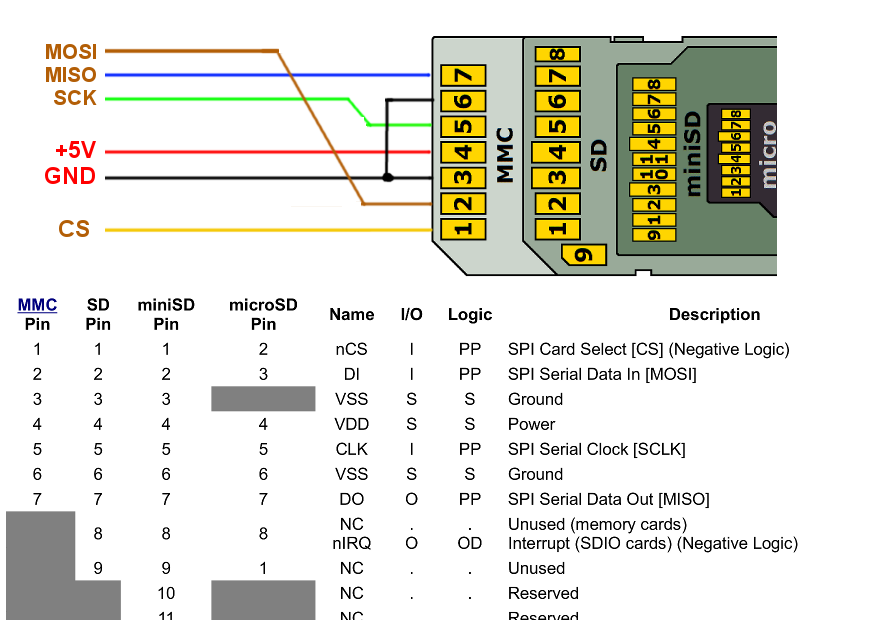 MOSI
MISO
SCK
+5V
GND
CS
7
6
5
4
3
2
1
MMC
8
7
6
5
4
3
2
1
9
SD
8
7
6
5
4
11
10
3
2
1
9
miniSD
8
7
6
5
4
3
2
1
micro
MMC Pin SD Pin miniSD Pin microSD Pin Name I/O Logic Description
1 1 1 2 nCS I PP SPI Card Select [CS] (Negative Logic)
2 2 2 3 DI I PP SPI Serial Data In [MOSI]
3 3 3 VSS S S Ground
4 4 4 4 VDD S S Power
5 5 5 5 CLK I PP SPI Serial Clock [SCLK]
6 6 6 6 VSS S S Ground
7 7 7 7 DO O PP SPI Serial Data Out [MISO]
8 8 8 NC . . Unused (memory cards)
nIRQ O OD Interrupt (SDIO cards) (Negative Logic)
9 9 1 NC . . Unused
10 NC . . Reserved
11 NC Reserved